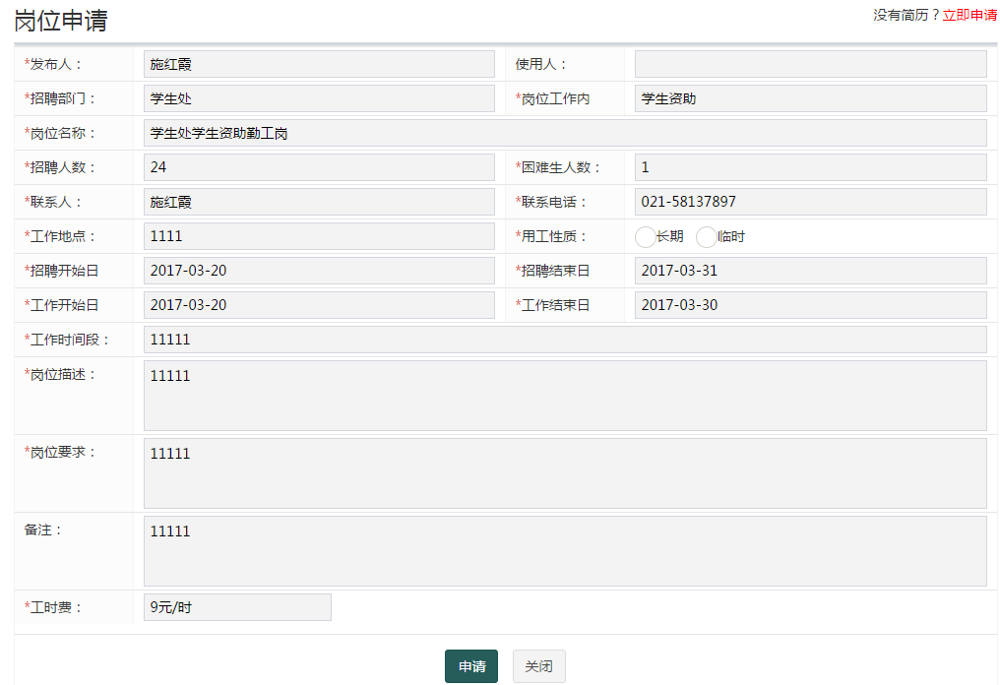 岗位申请
没有简历？立即申请
*发布人： 施红霞 使用人：
*招聘部门： 学生处 *岗位工作内 学生资助
*岗位名称： 学生处学生资助勤工岗
*招聘人数： 24 *困难生人数： 1
*联系人： 施红霞 *联系电话： 021-58137897
*工作地点： 1111 *用工性质： 长期 临时
*招聘开始日 2017-03-20 *招聘结束日 2017-03-31
*工作开始日 2017-03-20 *工作结束日 2017-03-30
*工作时间段： 11111
*岗位描述： 11111
*岗位要求： 11111
备注： 11111
*工时费： 9元/时
申请 关闭